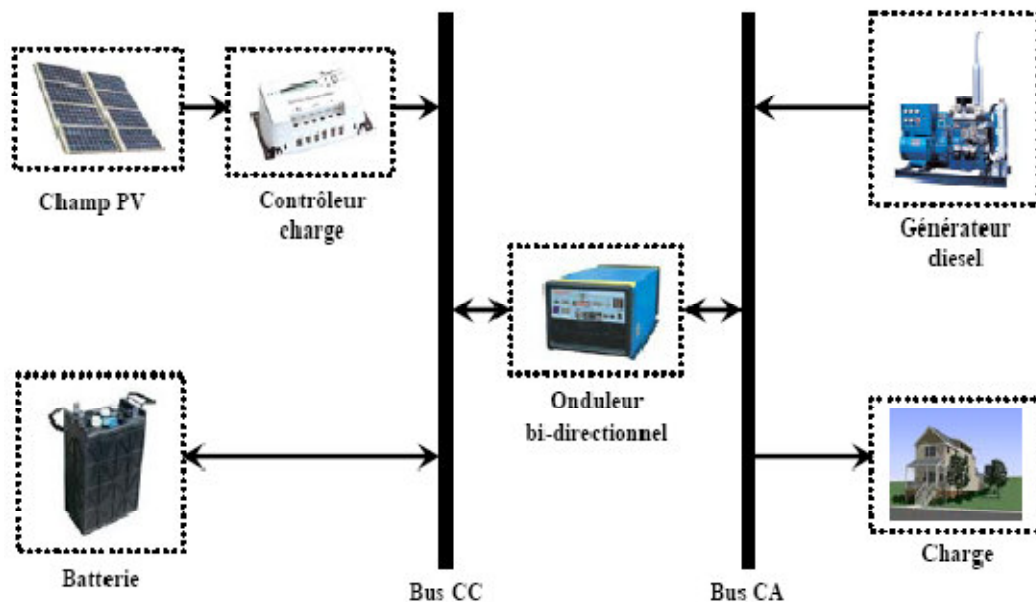 Champ PV
Contrôleur
charge
Générateur
diesel
Onduleur
bi-directionnel
Batterie
Charge
Bus CC
Bus CA